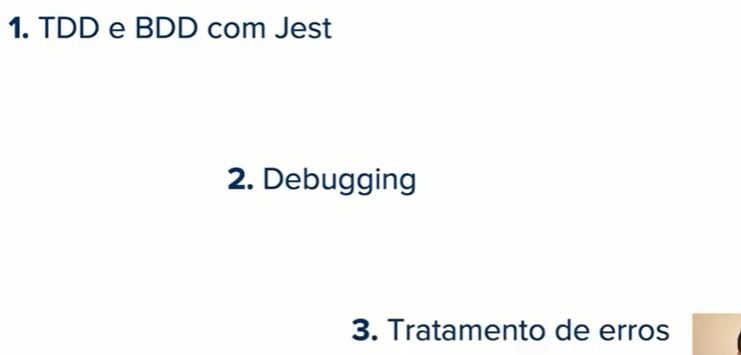 1. TDD e BDD com Jest
2. Debugging
3. Tratamento de erros